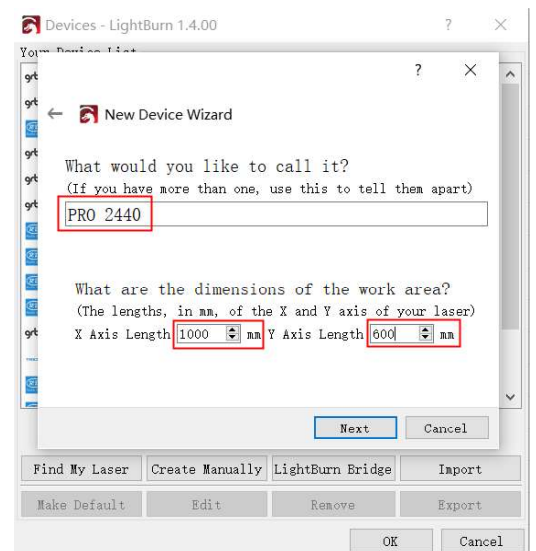 Devices - LightBurn 1.4.00
?
×
?
×
New Device Wizard
What would you like to call it?
(If you have more than one, use this to tell them apart)
PRO 2440
What are the dimensions of the work area?
(The lengths, in mm, of the X and Y axis of your laser)
X Axis Length 1000 mm Y Axis Length 600 mm
Next Cancel
Find My Laser Create Manually LightBurn Bridge Import
Make Default Edit Remove Export
OK Cancel